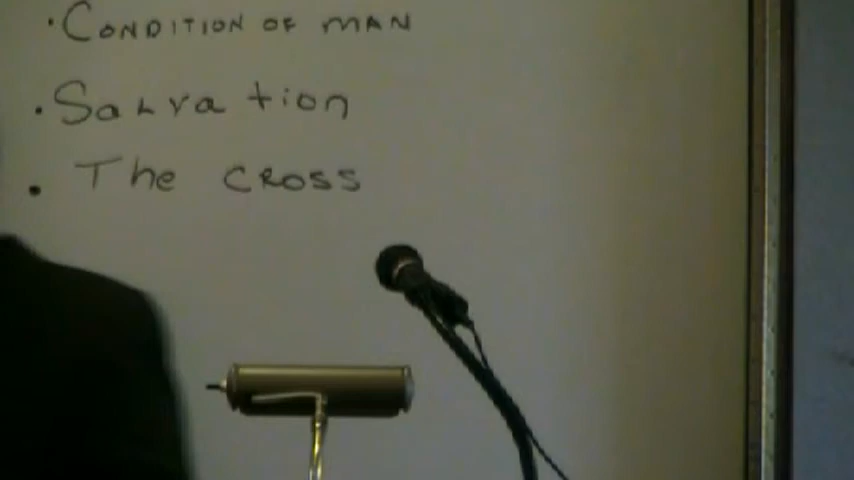 · CONDITION OF MAN
· SaLvation
· The CROSS